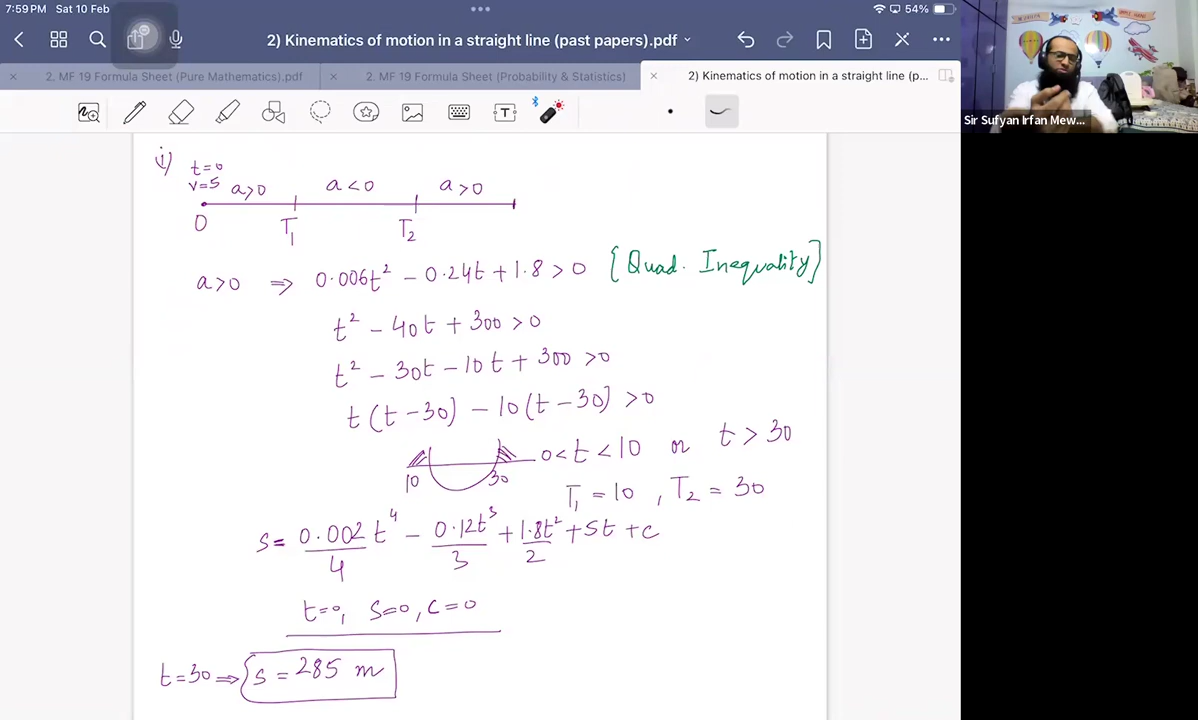 7:59 PM Sat 10 Feb
54%
2) Kinematics of motion in a straight line (past papers).pdf
2. MF 19 Formula Sheet (Pure Mathematics).pdf
2. MF 19 Formula Sheet (Probability & Statistics)
2) Kinematics of motion in a straight line (p...
Sir Sufyan Irfan Mew...
i)
t=0
v=5 a>0 a<0 a>0
O T₁ T₂
a>0 ⇒ 0.006t² - 0.24t + 1.8 > 0 [Quad. Inequality]
t² - 40t + 300 > 0
t² - 30t - 10t + 300 > 0
t(t-30) - 10(t-30) > 0
10 30 0<t<10 or t>30
T₁ = 10, T₂ = 30
s = 0.002t⁴/4 - 0.12t³/3 + 1.8t²/2 + 5t + c
t=0, s=0, c=0
t=30 ⇒ s = 285 m